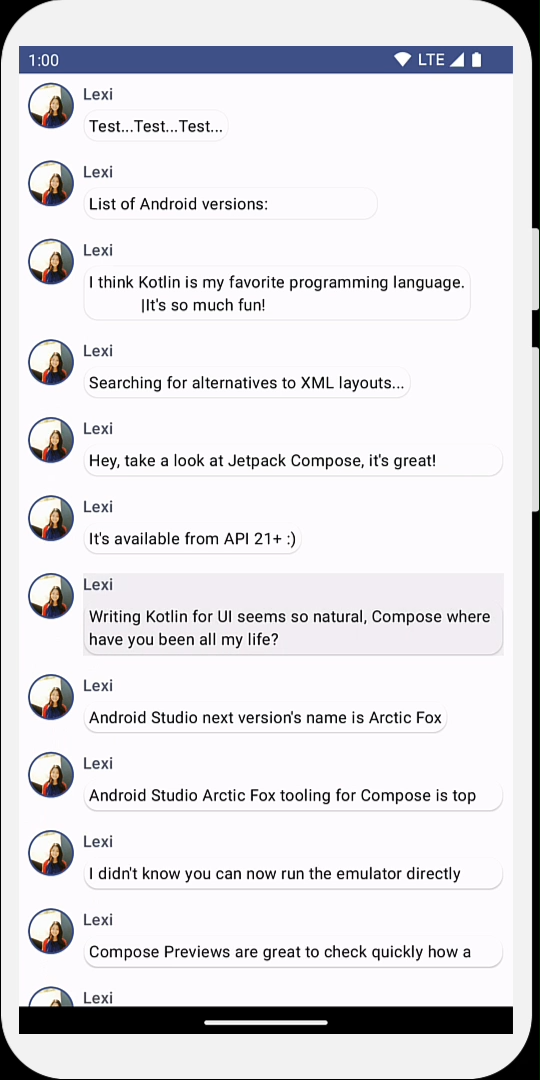 1:00 LTE
Lexi
Test...Test...Test...
Lexi
List of Android versions:
Lexi
I think Kotlin is my favorite programming language.
|It's so much fun!
Lexi
Searching for alternatives to XML layouts...
Lexi
Hey, take a look at Jetpack Compose, it's great!
Lexi
It's available from API 21+ :)
Lexi
Writing Kotlin for UI seems so natural, Compose where
have you been all my life?
Lexi
Android Studio next version's name is Arctic Fox
Lexi
Android Studio Arctic Fox tooling for Compose is top
Lexi
I didn't know you can now run the emulator directly
Lexi
Compose Previews are great to check quickly how a
Lexi